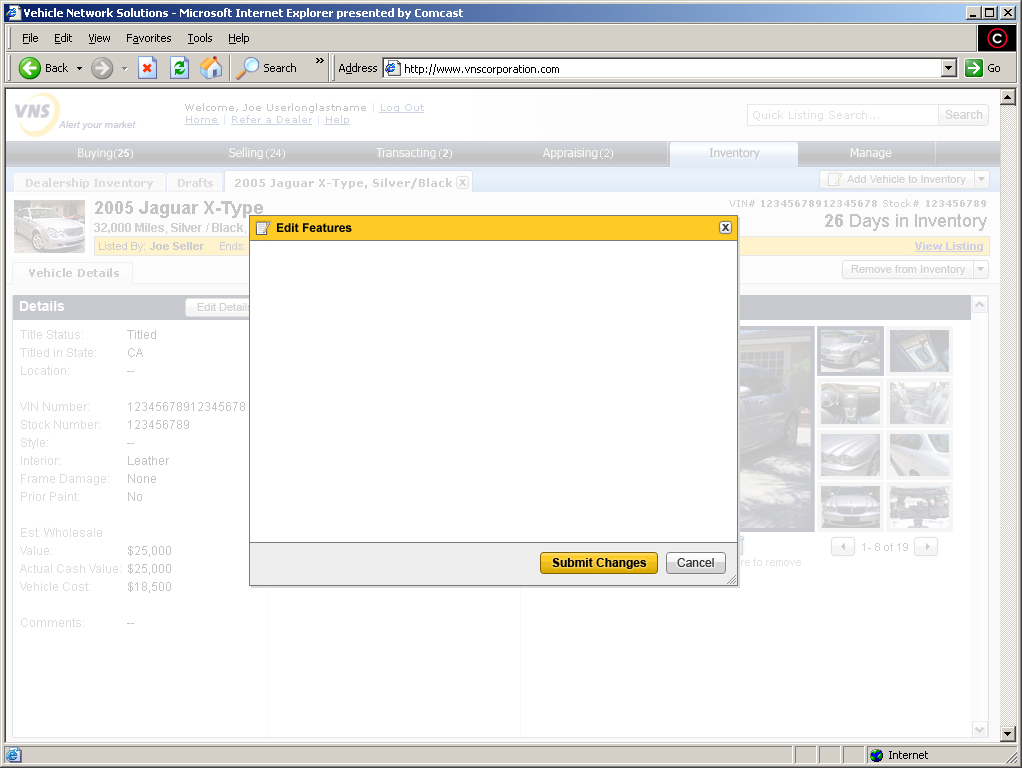 Vehicle Network Solutions - Microsoft Internet Explorer presented by Comcast
File Edit View Favorites Tools Help
Back Search » Address http://www.vnscorporation.com Go
VNS Alert your market
Welcome, Joe Userlonglastname | Log Out
Home | Refer a Dealer | Help
Quick Listing Search... Search
Buying(25) Selling(24) Transacting(2) Appraising(2) Inventory Manage
Dealership Inventory Drafts 2005 Jaguar X-Type, Silver/Black Add Vehicle to Inventory
2005 Jaguar X-Type
VIN# 12345678912345678 Stock# 123456789
32,000 Miles, Silver / Black,
26 Days in Inventory
Listed By: Joe Seller Ends: View Listing
Edit Features
Vehicle Details Remove from Inventory
Details Edit Details
Title Status: Titled
Titled in State: CA
Location: --
VIN Number: 12345678912345678
Stock Number: 123456789
Style: --
Interior: Leather
Frame Damage: None
Prior Paint: No
Est. Wholesale
Value: $25,000
Actual Cash Value: $25,000
Vehicle Cost: $18,500
Comments: --
1- 8 of 19
Submit Changes Cancel
re to remove
Internet